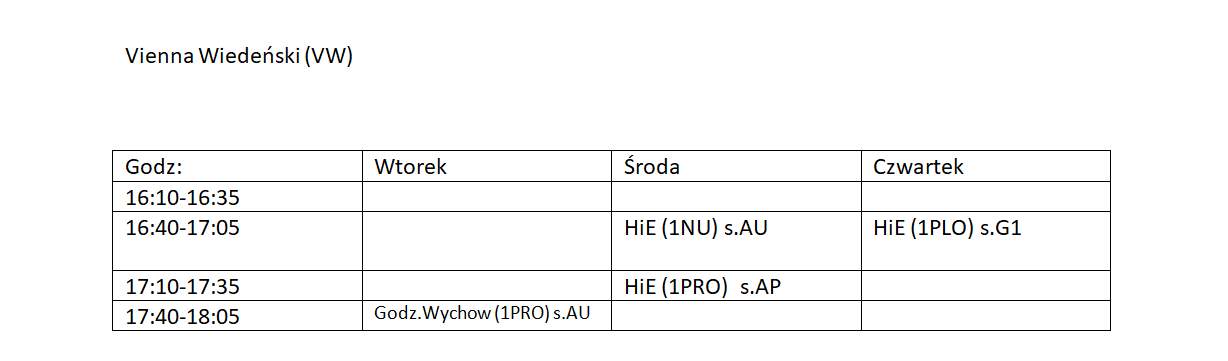 Vienna Wiedeński (VW)
Godz: Wtorek Środa Czwartek
16:10-16:35
16:40-17:05 HiE (1NU) s.AU HiE (1PLO) s.G1
17:10-17:35 HiE (1PRO) s.AP
17:40-18:05 Godz.Wychow (1PRO) s.AU